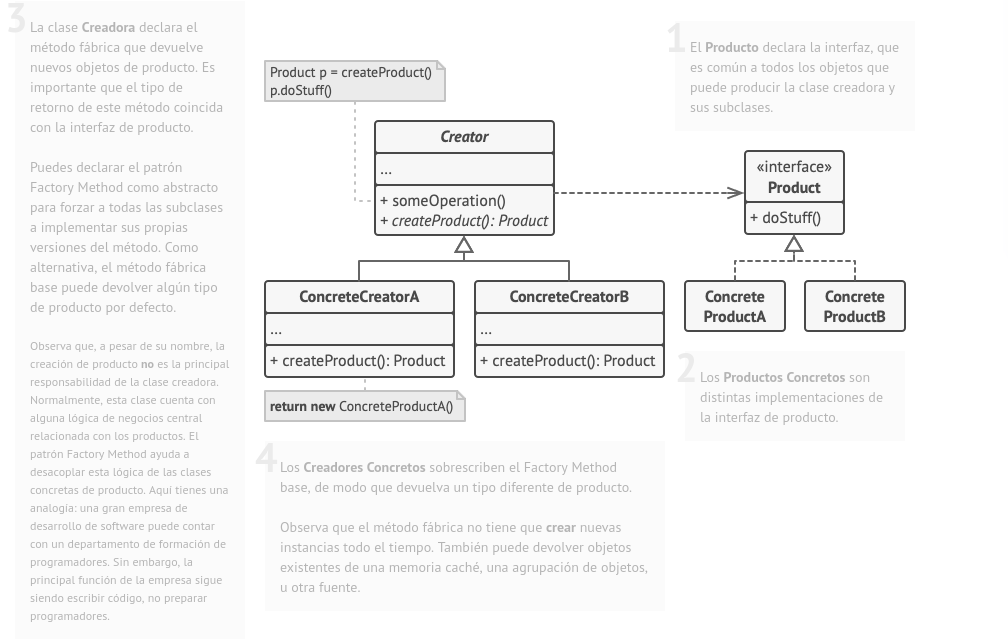 3
La clase Creadora declara el
método fábrica que devuelve
nuevos objetos de producto. Es
importante que el tipo de
retorno de este método coincida
con la interfaz de producto.
Puedes declarar el patrón
Factory Method como abstracto
para forzar a todas las subclases
a implementar sus propias
versiones del método. Como
alternativa, el método fábrica
base puede devolver algún tipo
de producto por defecto.
Observa que, a pesar de su nombre, la
creación de producto no es la principal
responsabilidad de la clase creadora.
Normalmente, esta clase cuenta con
alguna lógica de negocios central
relacionada con los productos. El
patrón Factory Method ayuda a
desacoplar esta lógica de las clases
concretas de producto. Aquí tienes una
analogía: una gran empresa de
desarrollo de software puede contar
con un departamento de formación de
programadores. Sin embargo, la
principal función de la empresa sigue
siendo escribir código, no preparar
programadores.
Product p = createProduct()
p.doStuff()
Creator
...
+ someOperation()
+ createProduct(): Product
ConcreteCreatorA
...
+ createProduct(): Product
return new ConcreteProductA()
ConcreteCreatorB
...
+ createProduct(): Product
1
El Producto declara la interfaz, que
es común a todos los objetos que
puede producir la clase creadora y
sus subclases.
«interface»
Product
+ doStuff()
Concrete
ProductA
Concrete
ProductB
2
Los Productos Concretos son
distintas implementaciones de
la interfaz de producto.
4
Los Creadores Concretos sobrescriben el Factory Method
base, de modo que devuelva un tipo diferente de producto.
Observa que el método fábrica no tiene que crear nuevas
instancias todo el tiempo. También puede devolver objetos
existentes de una memoria caché, una agrupación de objetos,
u otra fuente.